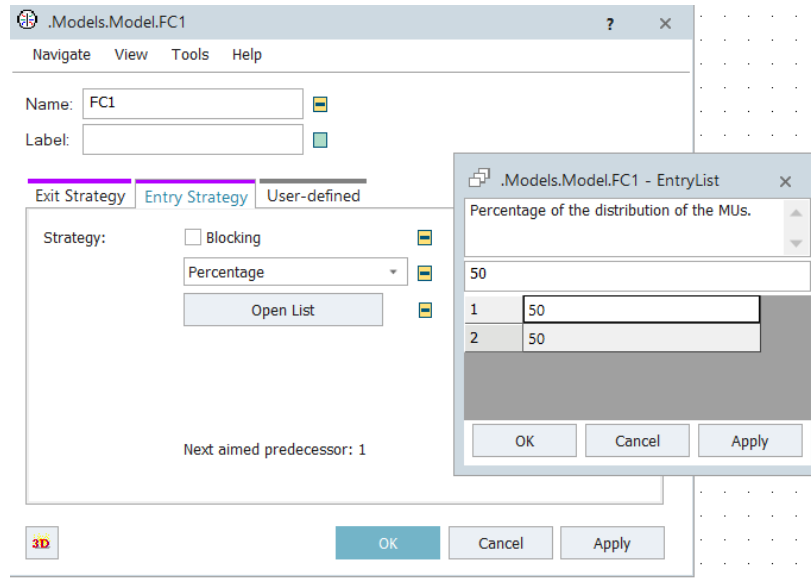 .Models.Model.FC1 ? ×
Navigate View Tools Help
Name: FC1
Label:
Exit Strategy Entry Strategy User-defined
Strategy: Blocking
Percentage
Open List
Next aimed predecessor: 1
3D OK Cancel Apply
.Models.Model.FC1 - EntryList ×
Percentage of the distribution of the MUs.
50
1 50
2 50
OK Cancel Apply